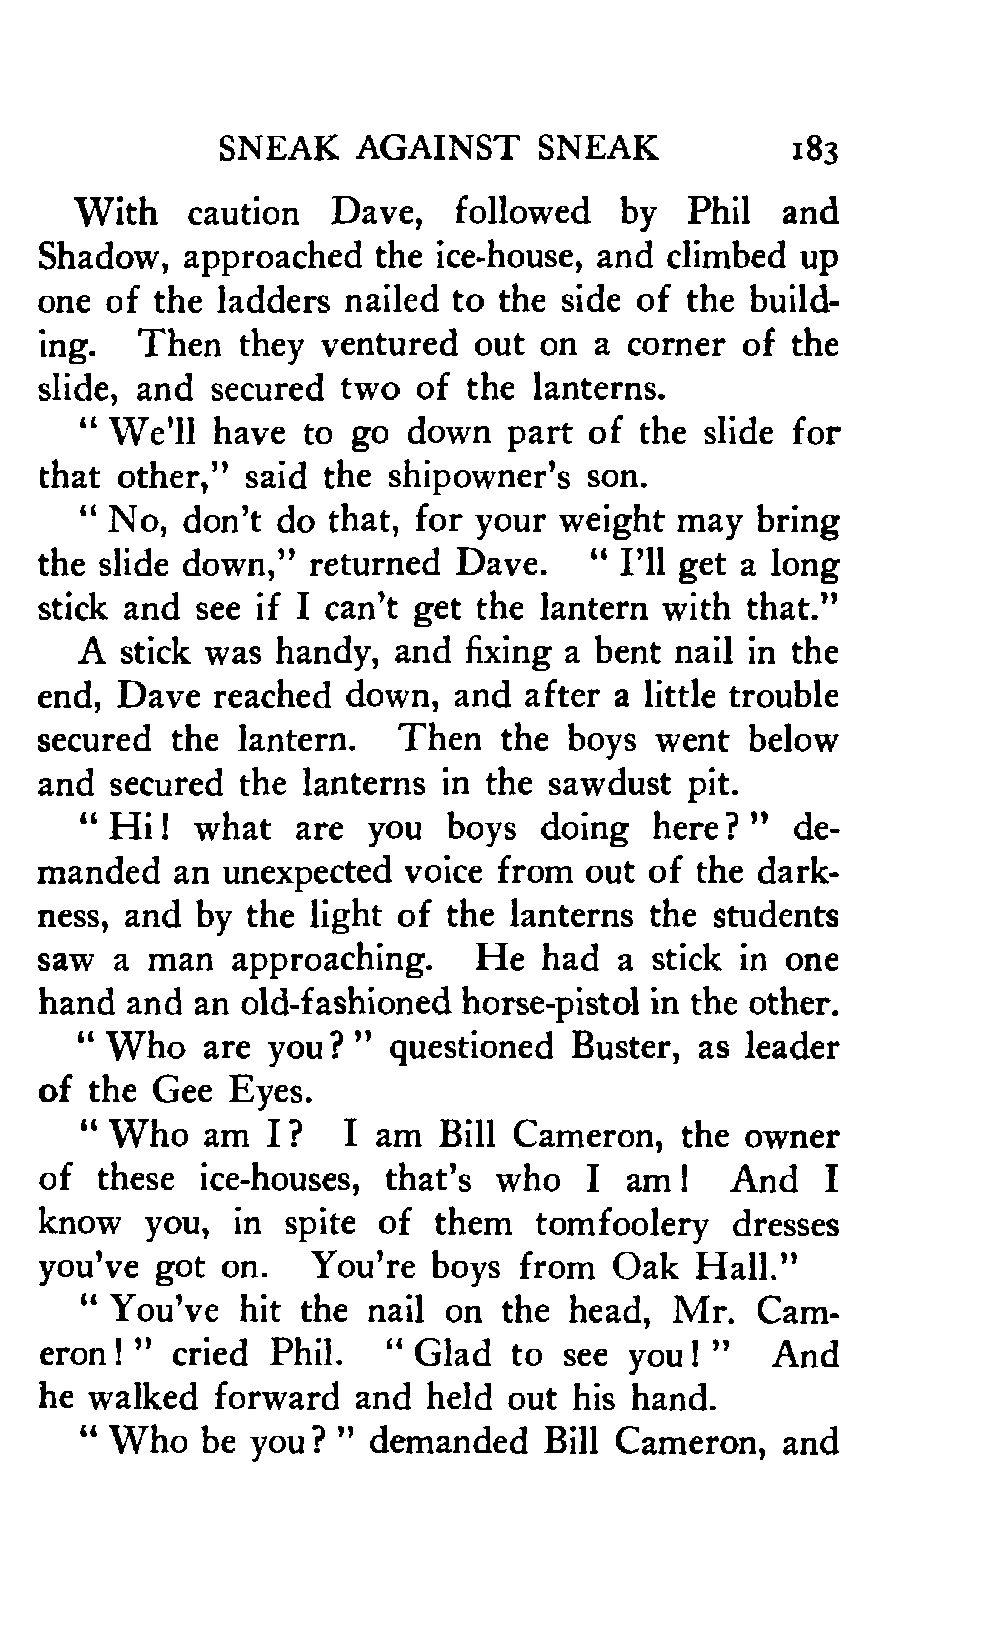 SNEAK AGAINST SNEAK 183
With caution Dave, followed by Phil and
Shadow, approached the ice-house, and climbed up
one of the ladders nailed to the side of the build-
ing. Then they ventured out on a corner of the
slide, and secured two of the lanterns.
“ We'll have to go down part of the slide for
that other,” said the shipowner's son.
“ No, don't do that, for your weight may bring
the slide down,” returned Dave. “ I'll get a long
stick and see if I can't get the lantern with that.”
A stick was handy, and fixing a bent nail in the
end, Dave reached down, and after a little trouble
secured the lantern. Then the boys went below
and secured the lanterns in the sawdust pit.
“ Hi! what are you boys doing here? ” de-
manded an unexpected voice from out of the dark-
ness, and by the light of the lanterns the students
saw a man approaching. He had a stick in one
hand and an old-fashioned horse-pistol in the other.
“ Who are you? ” questioned Buster, as leader
of the Gee Eyes.
“ Who am I? I am Bill Cameron, the owner
of these ice-houses, that's who I am! And I
know you, in spite of them tomfoolery dresses
you've got on. You're boys from Oak Hall.”
“ You've hit the nail on the head, Mr. Cam-
eron! ” cried Phil. “ Glad to see you! ” And
he walked forward and held out his hand.
“ Who be you? ” demanded Bill Cameron, and